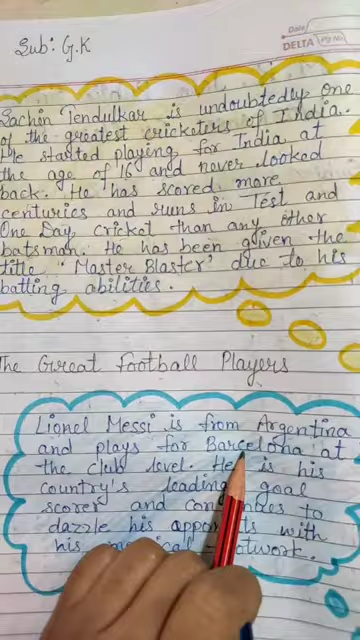 Sub: G.K
Date
DELTA Pg No.
Sachin Tendulkar is undoubtedly One
of the greatest cricketers of India.
He started playing for India at
the age of 16 and never looked
back. He has scored more
centuries and runs in Test and
One Day cricket than any other
batsman. He has been given the
title 'Master Blaster' due to his
batting abilities.
The Great Football Players
Lionel Messi is from Argentina
and plays for Barcelona at
the club level. He is his
Country's leading goal
scorer and to
dazzle his with
his